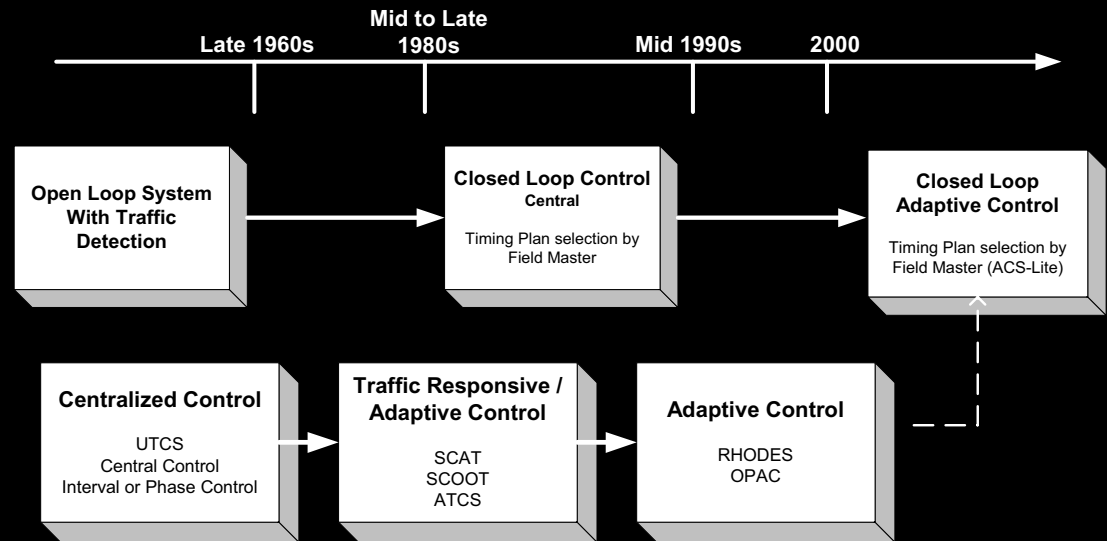 Late 1960s
Mid to Late
1980s
Mid 1990s
2000
Open Loop System
With Traffic
Detection
Closed Loop Control
Central
Timing Plan selection by
Field Master
Closed Loop
Adaptive Control
Timing Plan selection by
Field Master (ACS-Lite)
Centralized Control
UTCS
Central Control
Interval or Phase Control
Traffic Responsive /
Adaptive Control
SCAT
SCOOT
ATCS
Adaptive Control
RHODES
OPAC